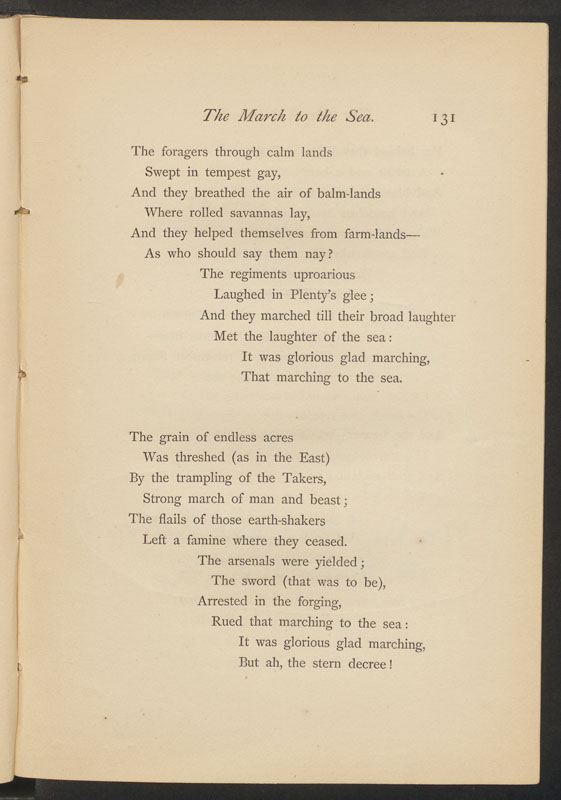 The March to the Sea. 131
The foragers through calm lands
Swept in tempest gay,
And they breathed the air of balm-lands
Where rolled savannas lay,
And they helped themselves from farm-lands—
As who should say them nay?
The regiments uproarious
Laughed in Plenty's glee;
And they marched till their broad laughter
Met the laughter of the sea:
It was glorious glad marching,
That marching to the sea.
The grain of endless acres
Was threshed (as in the East)
By the trampling of the Takers,
Strong march of man and beast;
The flails of those earth-shakers
Left a famine where they ceased.
The arsenals were yielded;
The sword (that was to be),
Arrested in the forging,
Rued that marching to the sea:
It was glorious glad marching,
But ah, the stern decree!